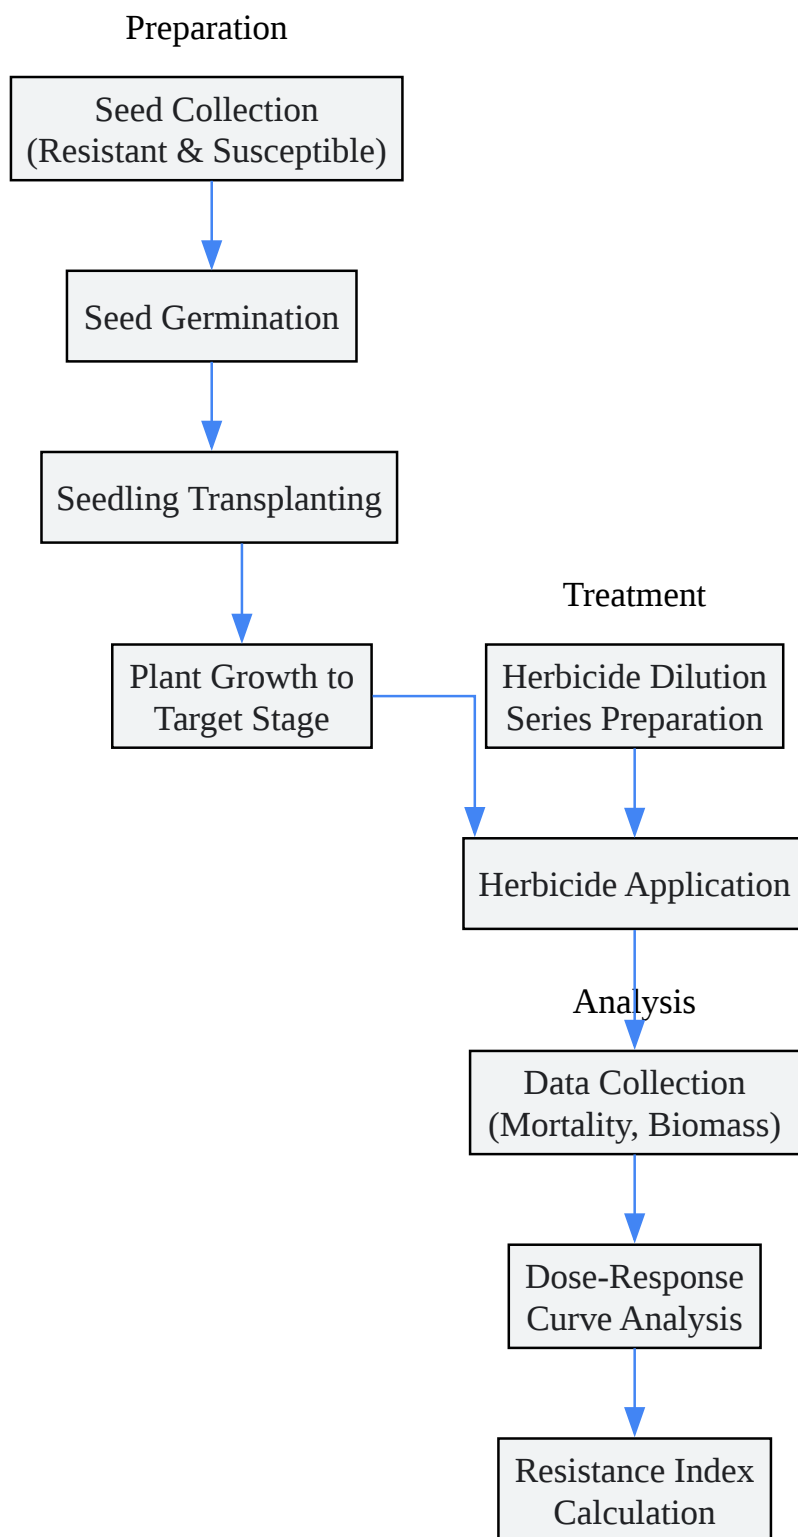 Preparation
Seed Collection
(Resistant & Susceptible)
Seed Germination
Seedling Transplanting
Plant Growth to
Target Stage
Treatment
Herbicide Dilution
Series Preparation
Herbicide Application
Analysis
Data Collection
(Mortality, Biomass)
Dose-Response
Curve Analysis
Resistance Index
Calculation